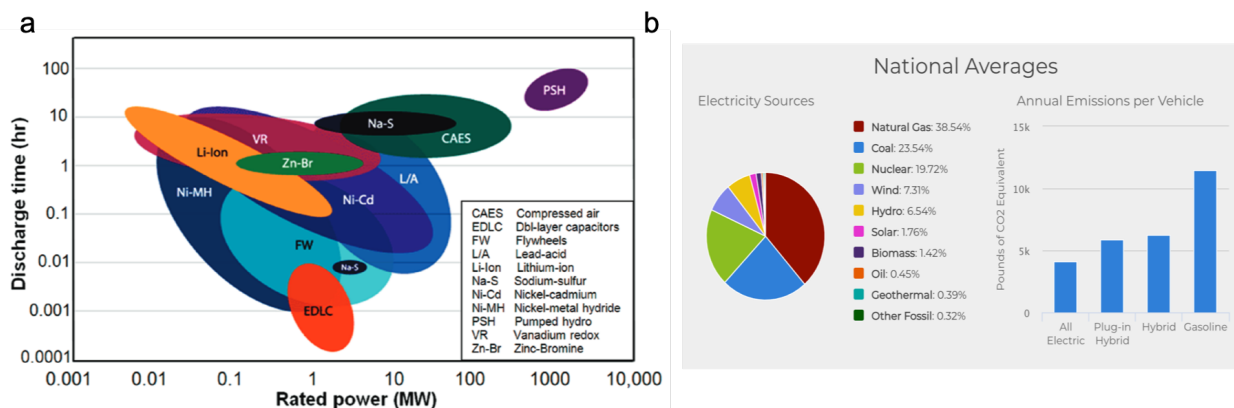 a
100
10
1
0.1
0.01
0.001
0.0001
Discharge time (hr)
0.001
0.01
0.1
1
10
100
1000
10,000
Rated power (MW)
PSH
Na-S
CAES
VR
Li-Ion
Zn-Br
L/A
Ni-MH
Ni-Cd
FW
Na-S
EDLC
CAES Compressed air
EDLC Dbl-layer capacitors
FW Flywheels
L/A Lead-acid
Li-Ion Lithium-ion
Na-S Sodium-sulfur
Ni-Cd Nickel-cadmium
Ni-MH Nickel-metal hydride
PSH Pumped hydro
VR Vanadium redox
Zn-Br Zinc-Bromine
b
National Averages
Electricity Sources
Natural Gas: 38.54%
Coal: 23.54%
Nuclear: 19.72%
Wind: 7.31%
Hydro: 6.54%
Solar: 1.76%
Biomass: 1.42%
Oil: 0.45%
Geothermal: 0.39%
Other Fossil: 0.32%
Annual Emissions per Vehicle
Pounds of CO2 Equivalent
15k
10k
5k
0
All
Electric
Plug-in
Hybrid
Hybrid
Gasoline